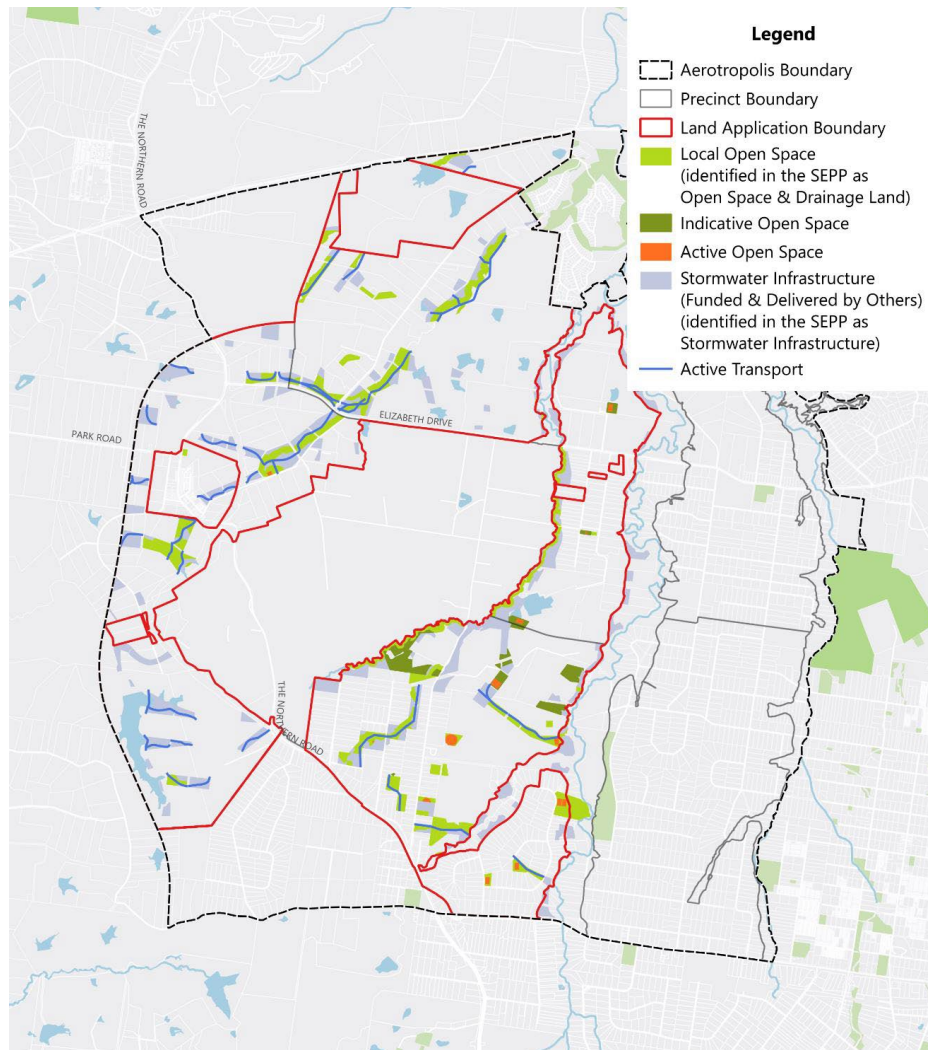 Legend
Aerotropolis Boundary
Precinct Boundary
Land Application Boundary
Local Open Space
(identified in the SEPP as
Open Space & Drainage Land)
Indicative Open Space
Active Open Space
Stormwater Infrastructure
(Funded & Delivered by Others)
(identified in the SEPP as
Stormwater Infrastructure)
Active Transport
THE NORTHERN ROAD
ELIZABETH DRIVE
PARK ROAD
THE NORTHERN ROAD